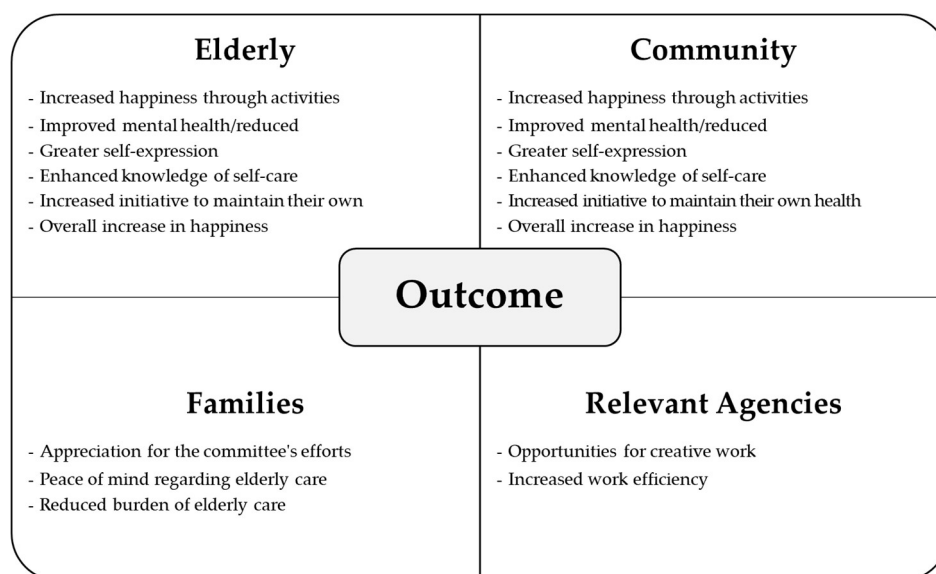 Elderly
- Increased happiness through activities
- Improved mental health/reduced
- Greater self-expression
- Enhanced knowledge of self-care
- Increased initiative to maintain their own
- Overall increase in happiness
Community
- Increased happiness through activities
- Improved mental health/reduced
- Greater self-expression
- Enhanced knowledge of self-care
- Increased initiative to maintain their own health
- Overall increase in happiness
Outcome
Families
- Appreciation for the committee's efforts
- Peace of mind regarding elderly care
- Reduced burden of elderly care
Relevant Agencies
- Opportunities for creative work
- Increased work efficiency